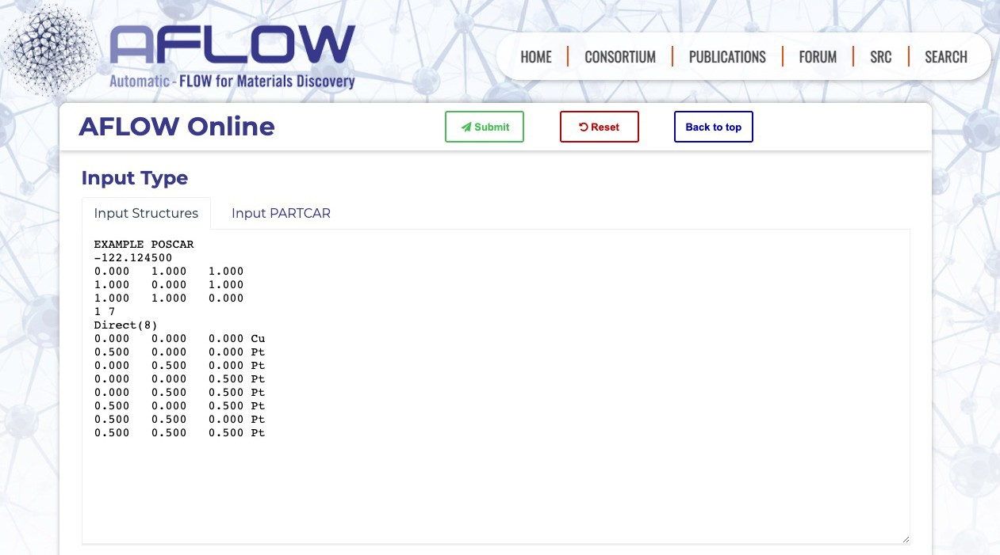 AFLOW
Automatic - FLOW for Materials Discovery
HOME CONSORTIUM PUBLICATIONS FORUM SRC SEARCH
AFLOW Online
Submit Reset Back to top
Input Type
Input Structures Input PARTCAR
EXAMPLE POSCAR
-122.124500
0.000 1.000 1.000
1.000 0.000 1.000
1.000 1.000 0.000
1 7
Direct(8)
0.000 0.000 0.000 Cu
0.500 0.000 0.000 Pt
0.000 0.500 0.000 Pt
0.000 0.000 0.500 Pt
0.000 0.500 0.500 Pt
0.500 0.000 0.500 Pt
0.500 0.500 0.000 Pt
0.500 0.500 0.500 Pt